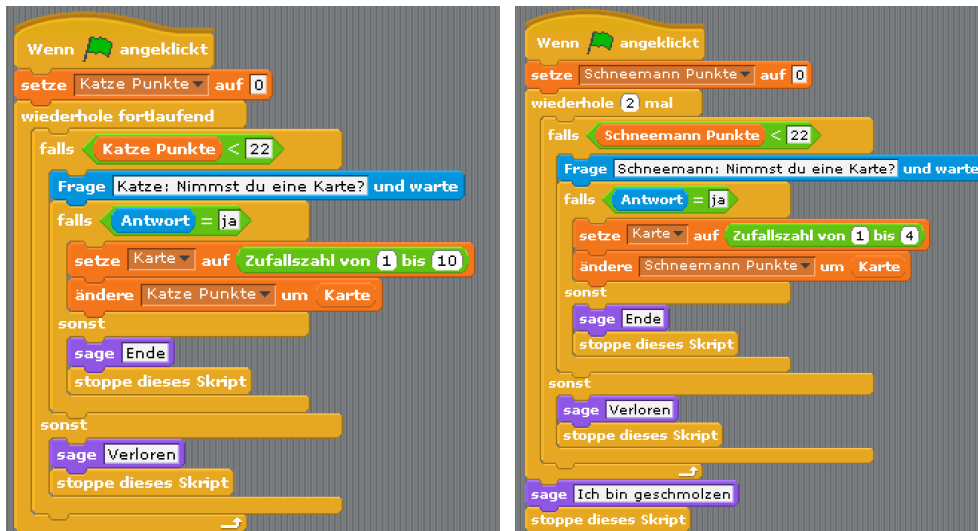 Wenn angeklickt
setze Katze Punkte auf 0
wiederhole fortlaufend
falls Katze Punkte < 22
Frage Katze: Nimmst du eine Karte? und warte
falls Antwort = ja
setze Karte auf Zufallszahl von 1 bis 10
ändere Katze Punkte um Karte
sonst
sage Ende
stoppe dieses Skript
sonst
sage Verloren
stoppe dieses Skript
Wenn angeklickt
setze Schneemann Punkte auf 0
wiederhole 2 mal
falls Schneemann Punkte < 22
Frage Schneemann: Nimmst du eine Karte? und warte
falls Antwort = ja
setze Karte auf Zufallszahl von 1 bis 4
ändere Schneemann Punkte um Karte
sonst
sage Ende
stoppe dieses Skript
sonst
sage Verloren
stoppe dieses Skript
sage Ich bin geschmolzen
stoppe dieses Skript